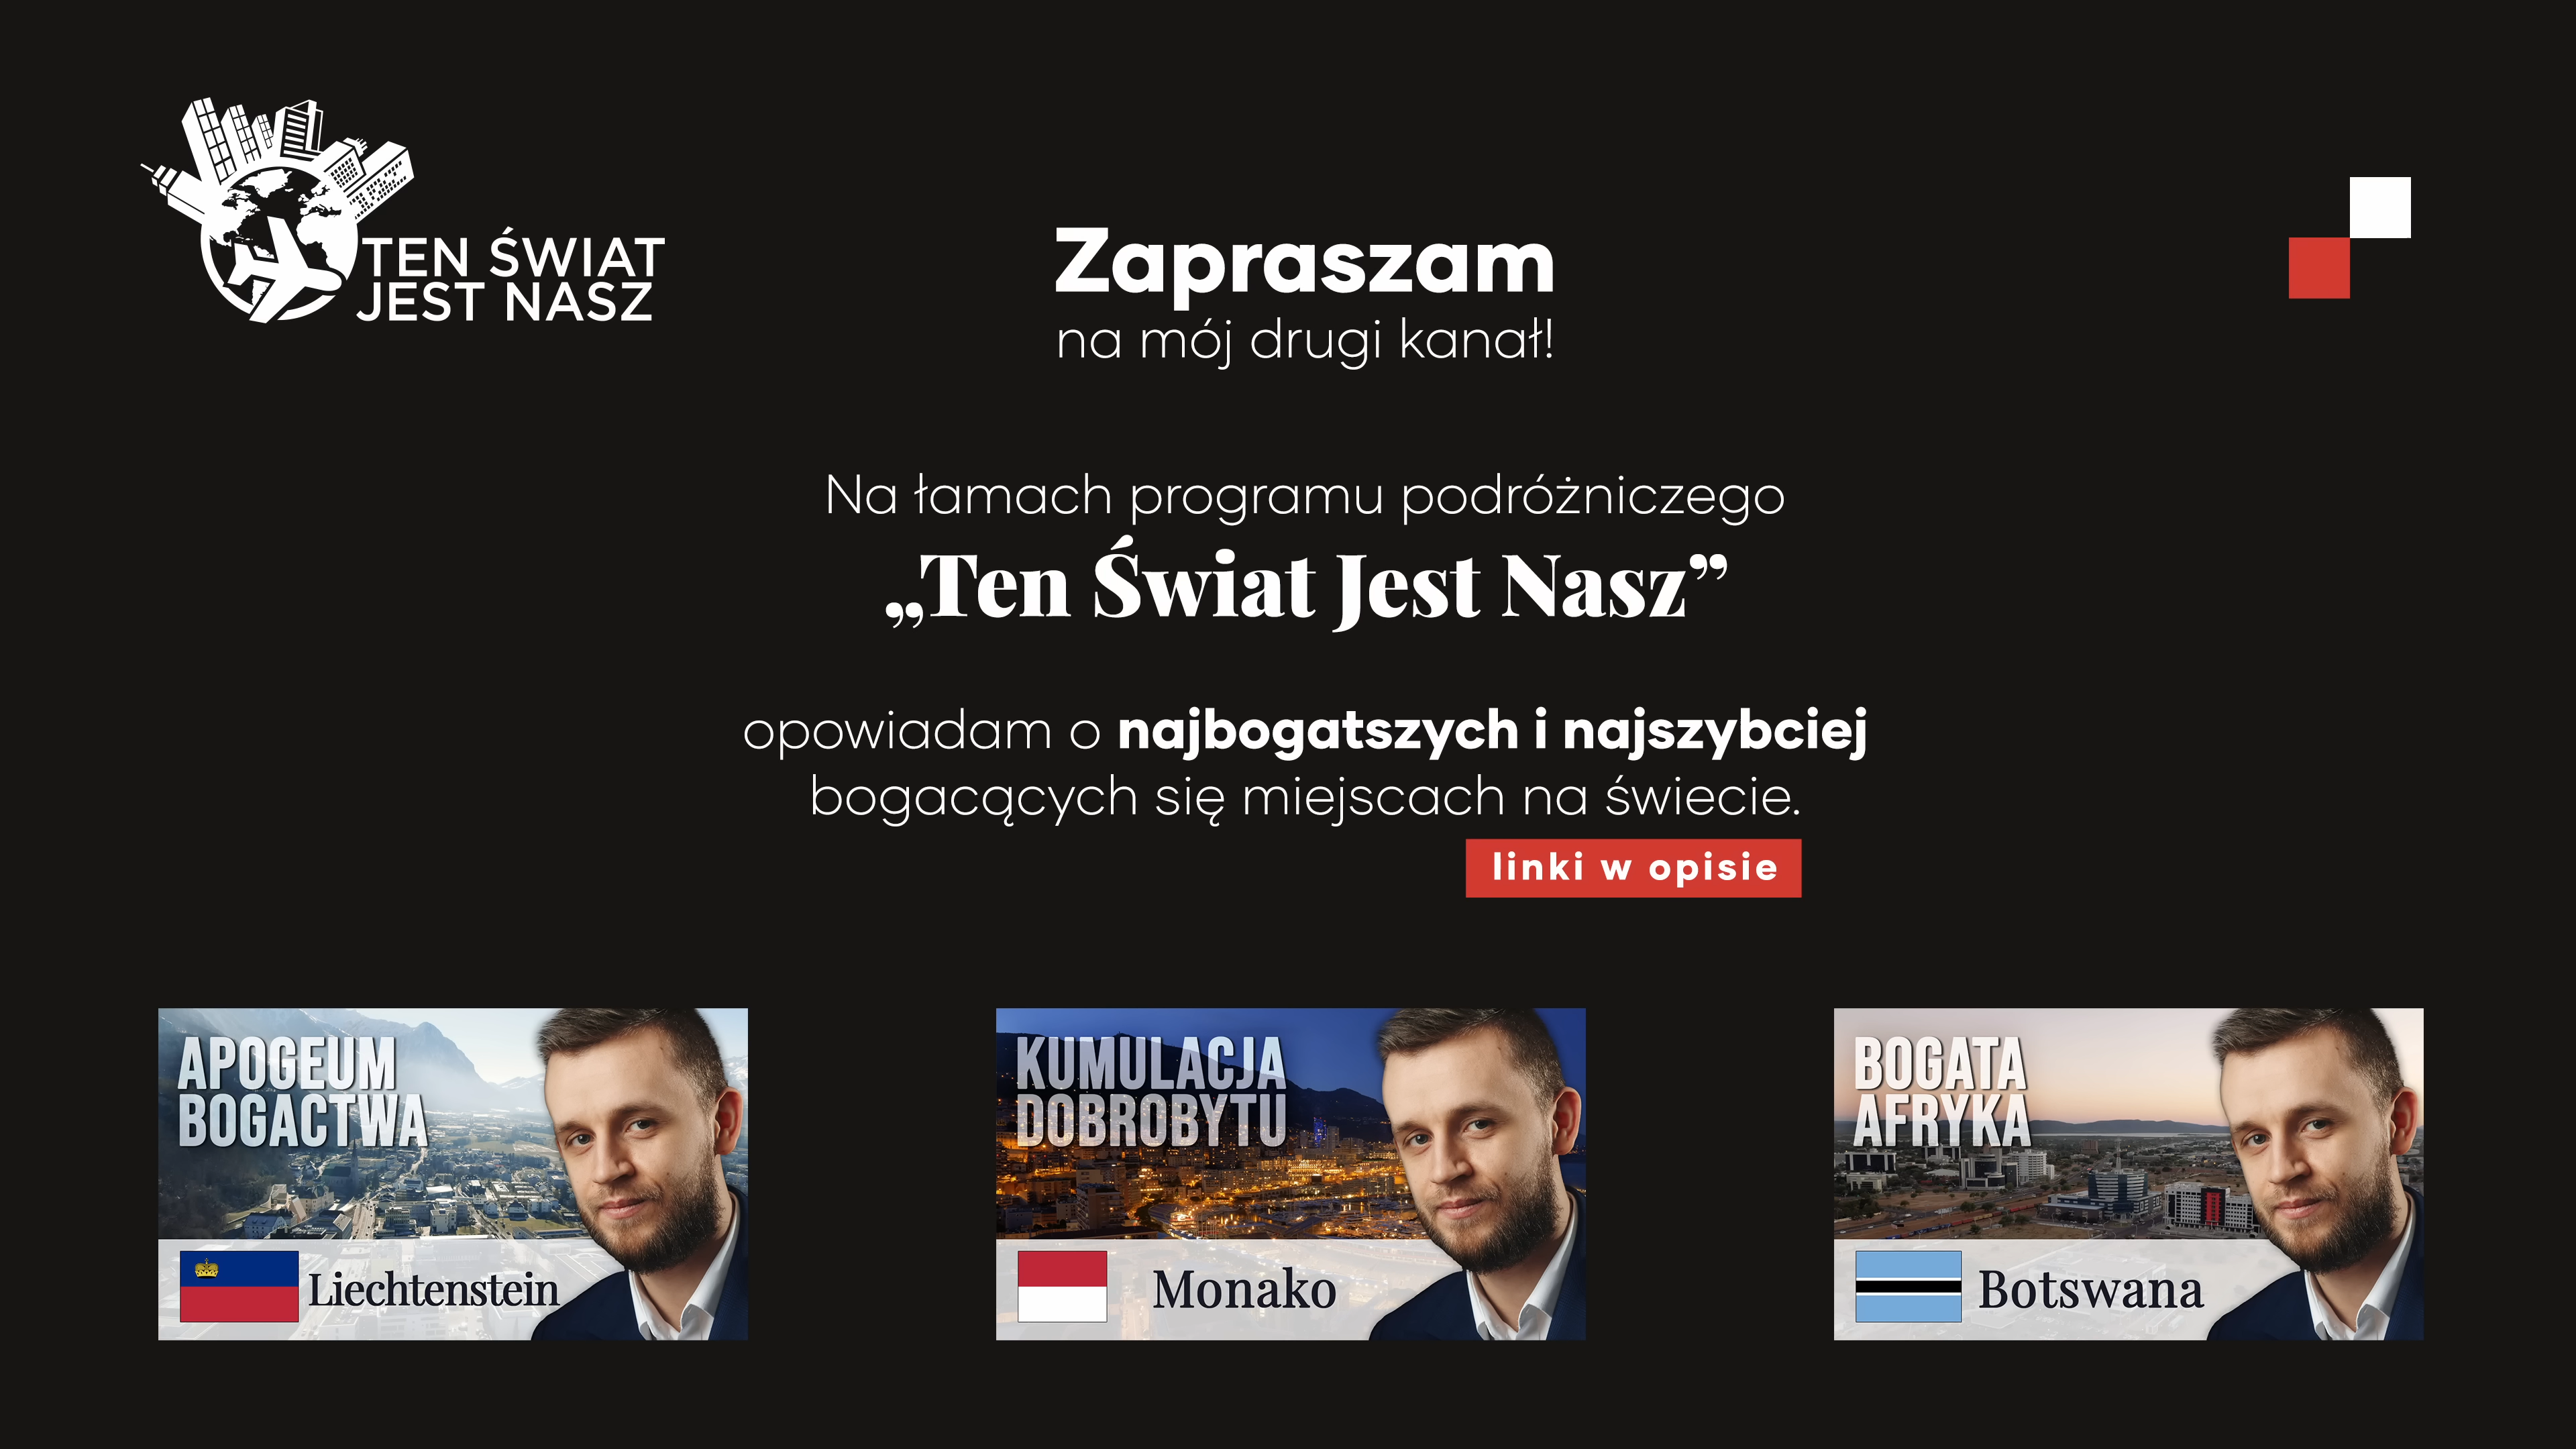 TEN ŚWIAT
JEST NASZ
Zapraszam
na mój drugi kanał!
Na łamach programu podróżniczego
„Ten Świat Jest Nasz”
opowiadam o najbogatszych i najszybciej
bogacących się miejscach na świecie.
linki w opisie
APOGEUM
BOGACTWA
Liechtenstein
KUMULACJA
DOBROBYTU
Monako
BOGATA
AFRYKA
Botswana